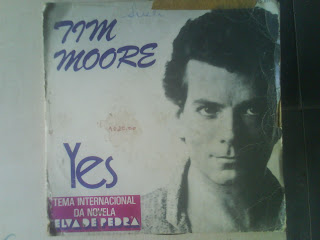 TIM
MOORE
Yes
TEMA INTERNACIONAL
DA NOVELA
ELVA DE PEDRA